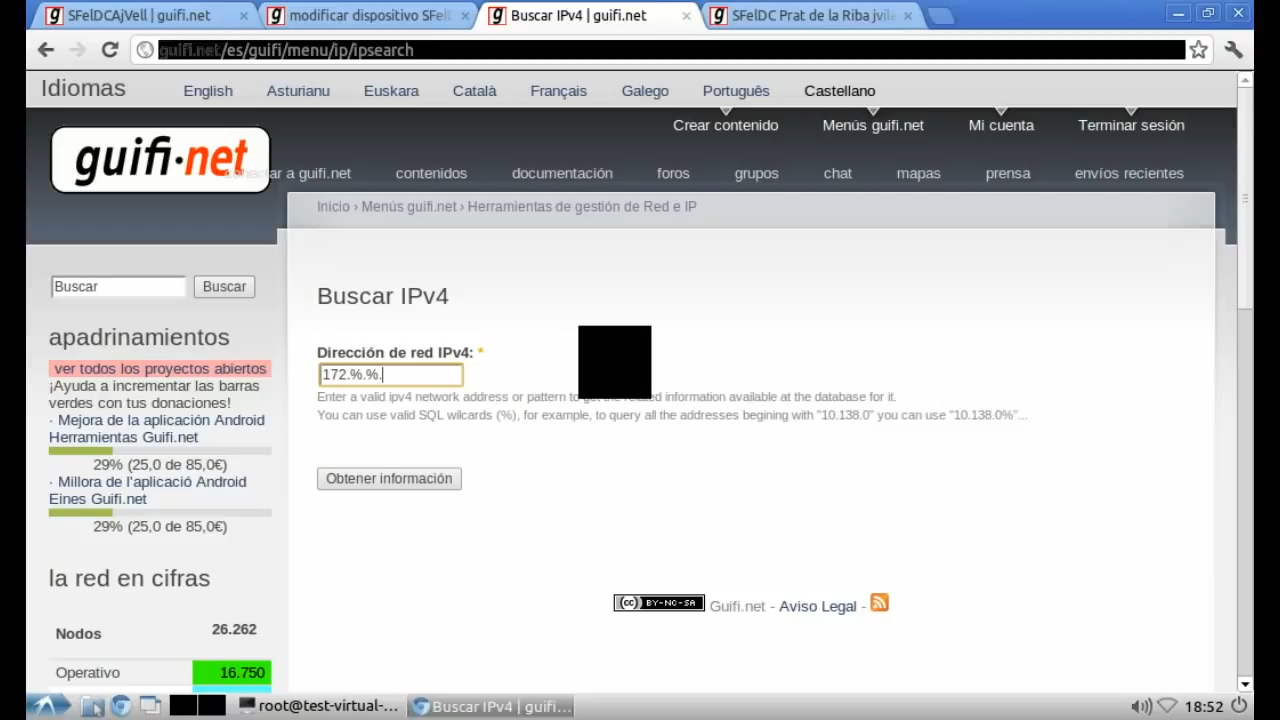 SFelDCAjVell | guifi.net
modificar dispositivo SFel
Buscar IPv4 | guifi.net
SFelDC Prat de la Riba jvile
guifi.net/es/guifi/menu/ip/ipsearch
Idiomas English Asturianu Euskara Català Français Galego Português Castellano
Crear contenido Menús guifi.net Mi cuenta Terminar sesión
guifi·net
conectar a guifi.net contenidos documentación foros grupos chat mapas prensa envíos recientes
Inicio › Menús guifi.net › Herramientas de gestión de Red e IP
Buscar Buscar
apadrinamientos
ver todos los proyectos abiertos
¡Ayuda a incrementar las barras
verdes con tus donaciones!
· Mejora de la aplicación Android
Herramientas Guifi.net
29% (25,0 de 85,0€)
· Millora de l'aplicació Android
Eines Guifi.net
29% (25,0 de 85,0€)
la red en cifras
Nodos 26.262
Operativo 16.750
Buscar IPv4
Dirección de red IPv4: *
172.%.%.
Enter a valid ipv4 network address or pattern to get the related information available at the database for it.
You can use valid SQL wilcards (%), for example, to query all the addresses begining with "10.138.0" you can use "10.138.0%"...
Obtener información
(cc) BY-NC-SA Guifi.net - Aviso Legal -
root@test-virtual-... Buscar IPv4 | guifi... 18:52